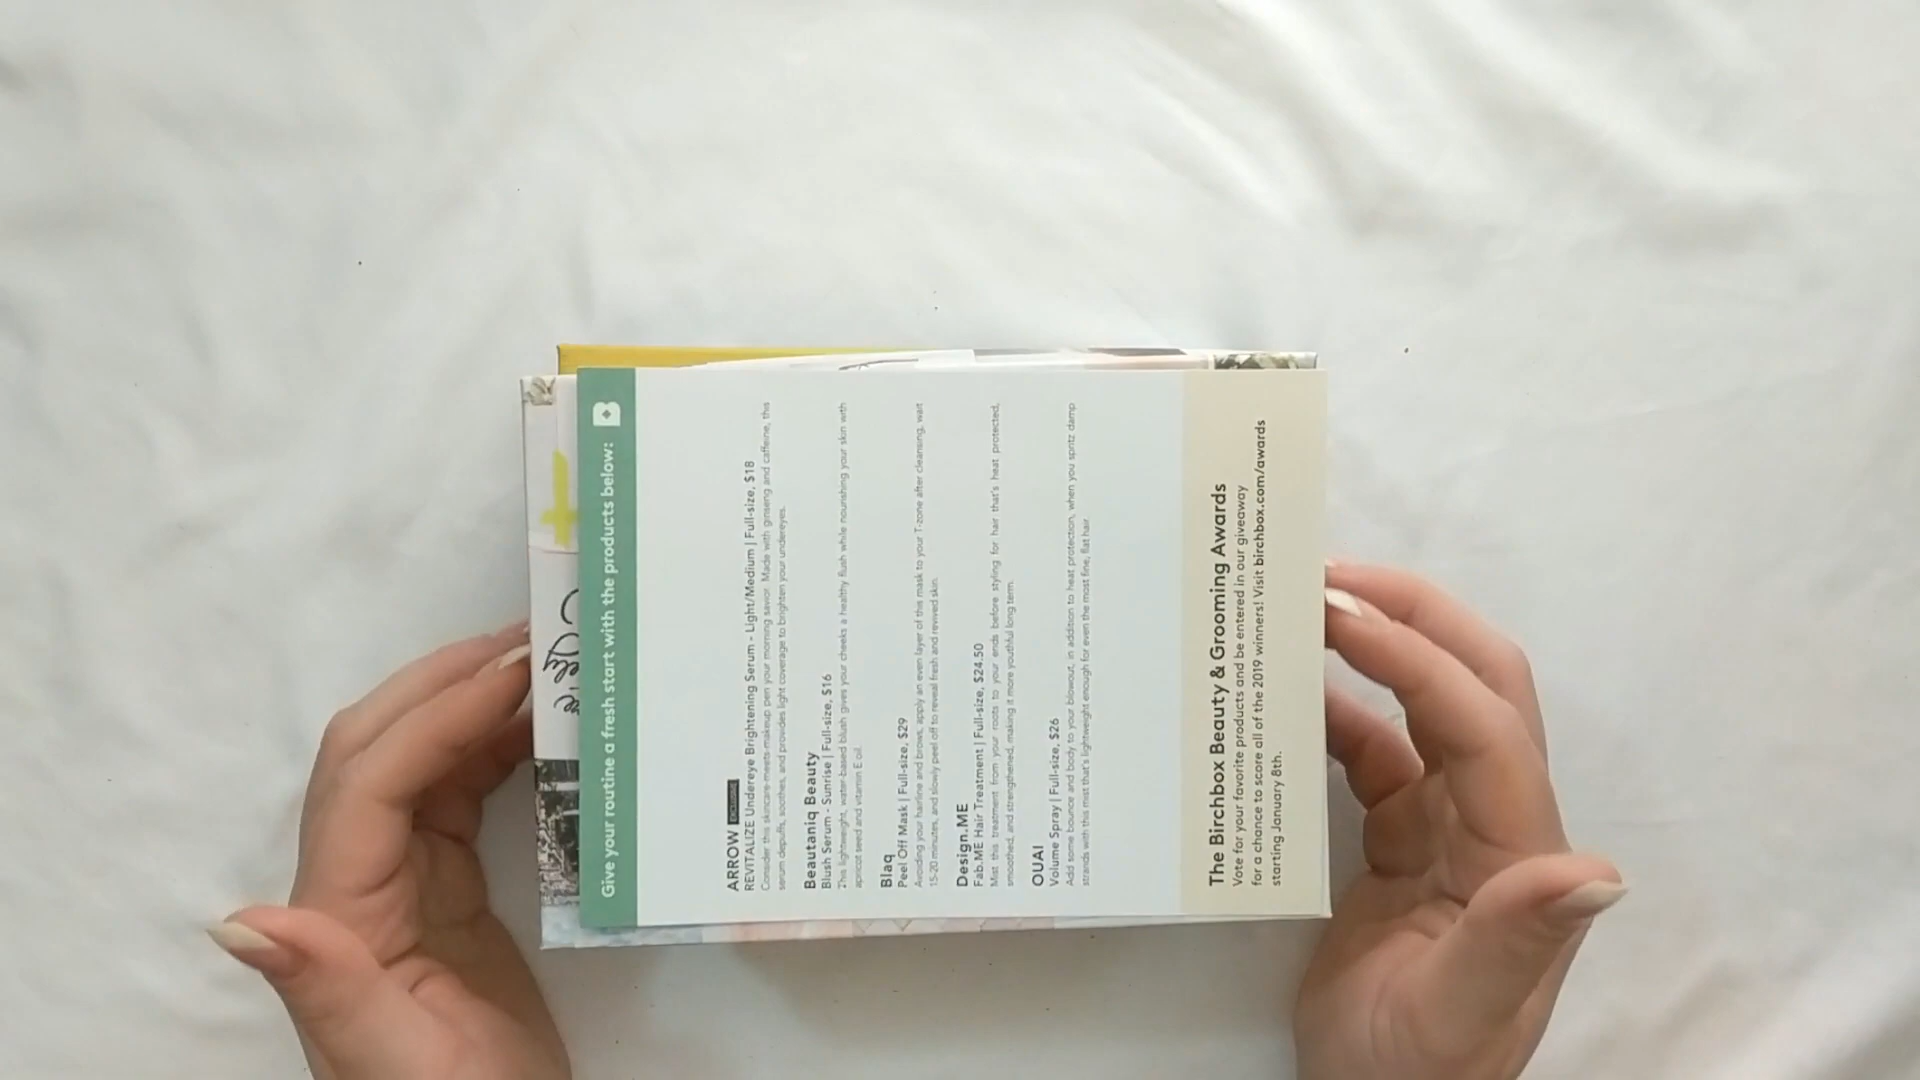 Give your routine a fresh start with the products below: B
ARROW EXCLUSIVE
REVITALIZE Undereye Brightening Serum - Light/Medium | Full-size, $18
Consider this skincare-meets-makeup pen your morning savior. Made with ginseng and caffeine, this
serum depuffs, soothes, and provides light coverage to brighten your undereyes.
Beautaniq Beauty
Blush Serum - Sunrise | Full-size, $16
This lightweight, water-based blush gives your cheeks a healthy flush while nourishing your skin with
apricot seed and vitamin E oil.
Blaq
Peel Off Mask | Full-size, $29
Avoiding your hairline and brows, apply an even layer of this mask to your T-zone after cleansing, wait
15-20 minutes, and slowly peel off to reveal fresh and revived skin.
Design.ME
Fab.ME Hair Treatment | Full-size, $24.50
Mist this treatment from your roots to your ends before styling for hair that's heat protected,
smoothed, and strengthened, making it more youthful long term.
OUAI
Volume Spray | Full-size, $26
Add some bounce and body to your blowout, in addition to heat protection, when you spritz damp
strands with this mist that's lightweight enough for even the most fine, flat hair.
The Birchbox Beauty & Grooming Awards
Vote for your favorite products and be entered in our giveaway
for a chance to score all of the 2019 winners! Visit birchbox.com/awards
starting January 8th.